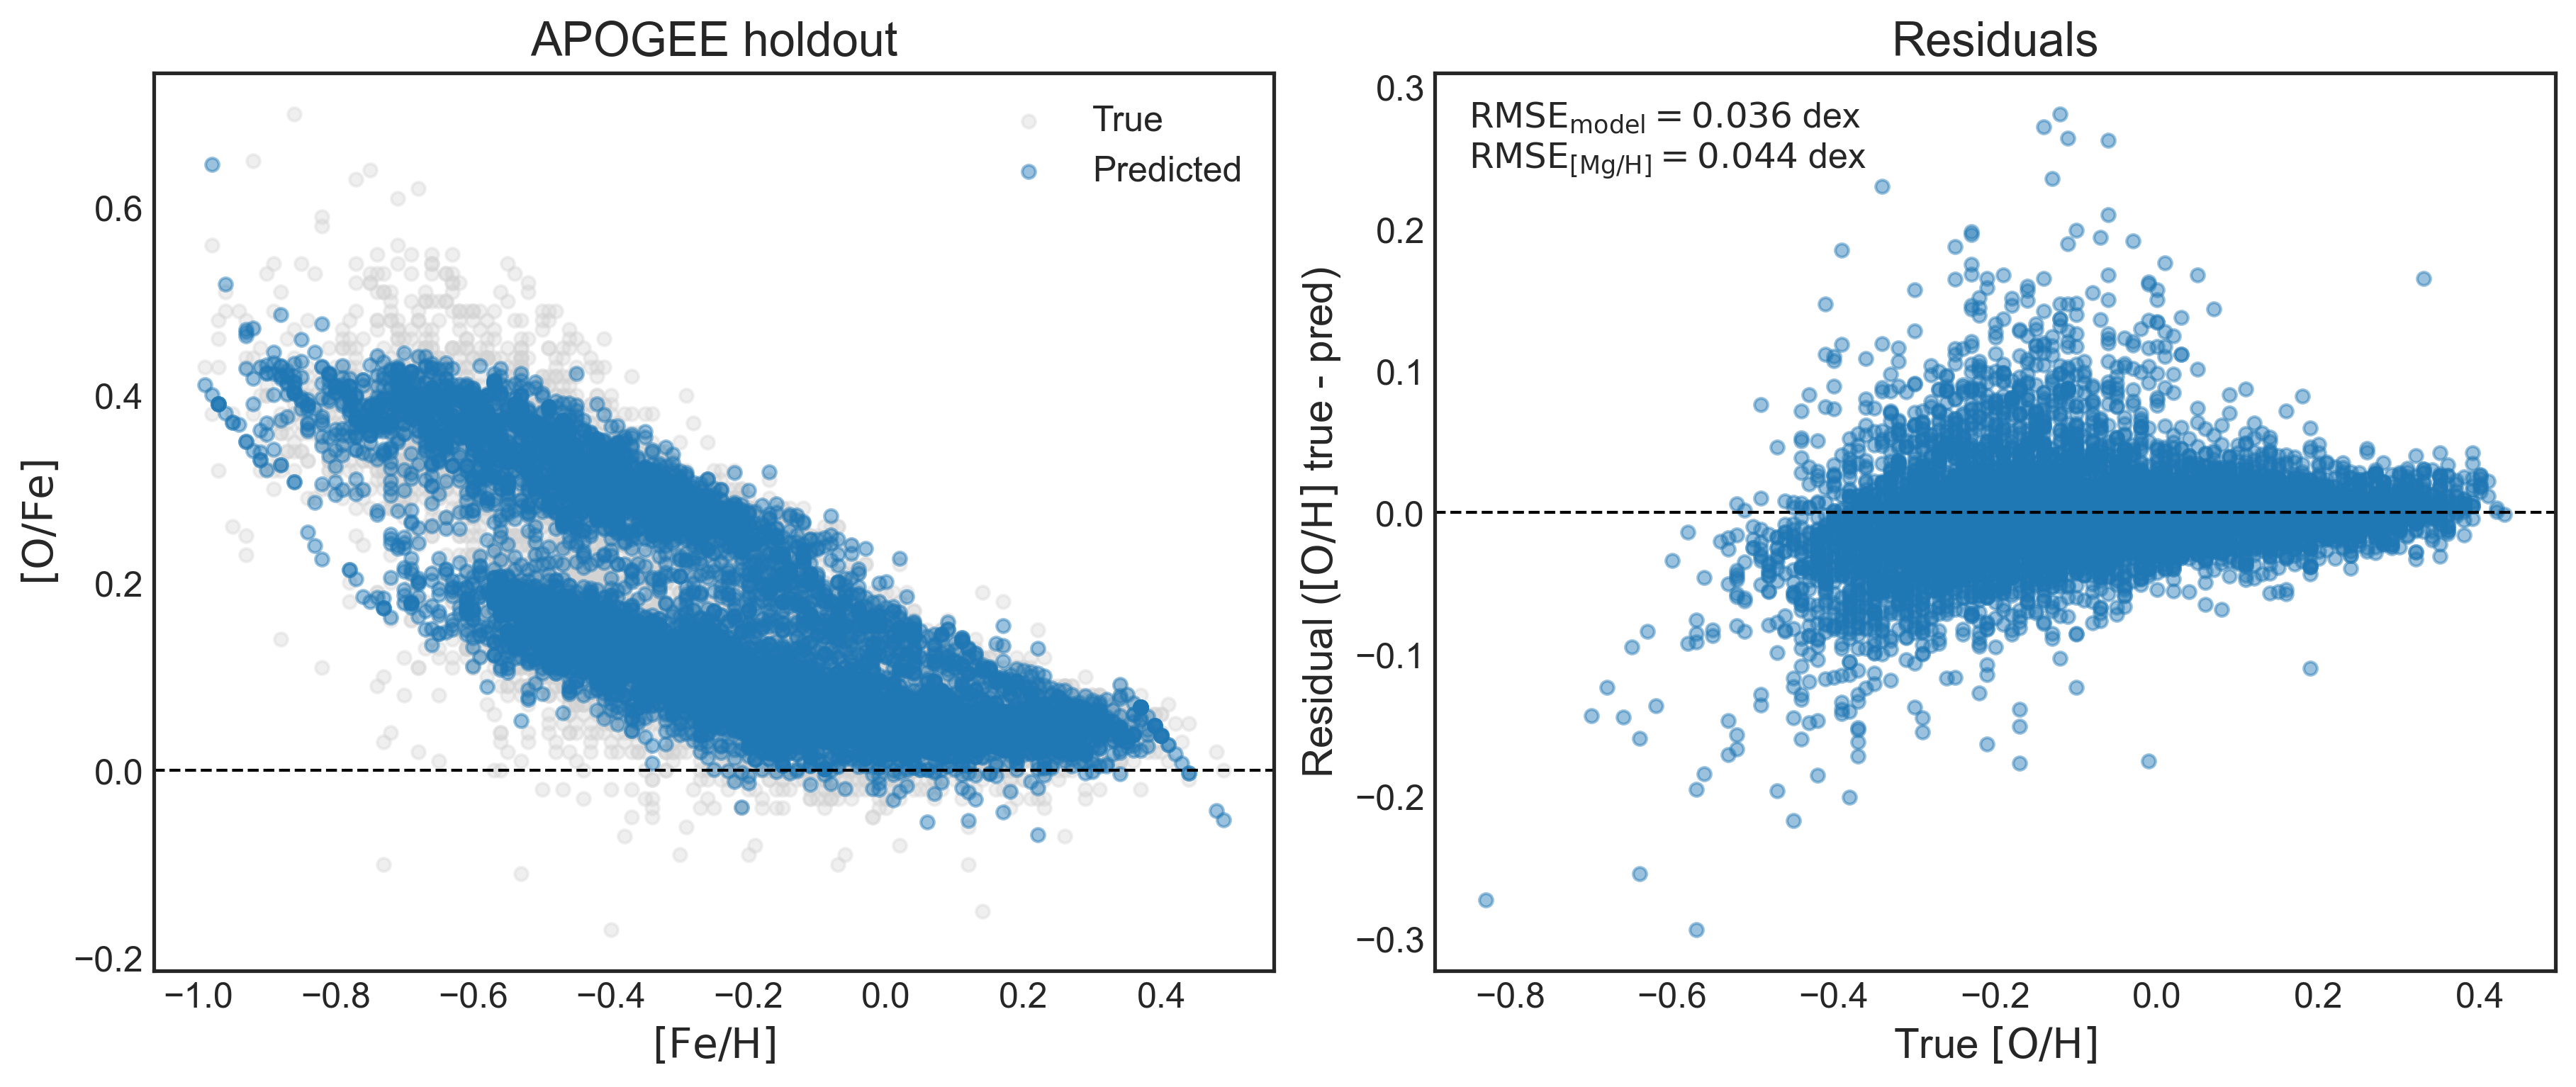 APOGEE holdout
True
Predicted
[O/Fe]
0.6
0.4
0.2
0.0
−0.2
−1.0 −0.8 −0.6 −0.4 −0.2 0.0 0.2 0.4
[Fe/H]
Residuals
RMSE_model = 0.036 dex
RMSE_[Mg/H] = 0.044 dex
Residual ([O/H] true - pred)
0.3
0.2
0.1
0.0
−0.1
−0.2
−0.3
−0.8 −0.6 −0.4 −0.2 0.0 0.2 0.4
True [O/H]